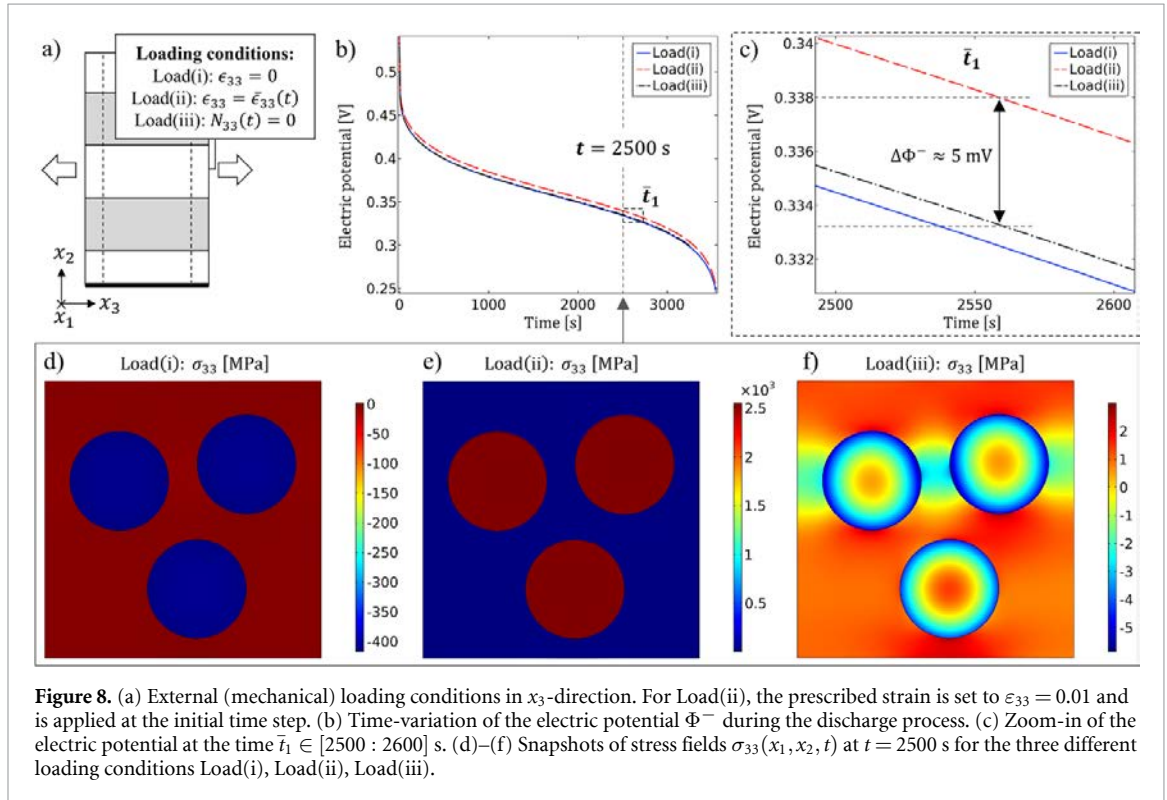 a)
Loading conditions:
Load(i): ϵ₃₃ = 0
Load(ii): ϵ₃₃ = ϵ̄₃₃(t)
Load(iii): N₃₃(t) = 0
x₂
x₃
x₁
b)
Load(i)
Load(ii)
Load(iii)
0.5
0.45
0.4
0.35
0.3
0.25
Electric potential [V]
t = 2500 s
t̄₁
0
1000
2000
3000
Time [s]
c)
Load(i)
Load(ii)
Load(iii)
0.34
0.338
0.336
0.334
0.332
Electric potential [V]
t̄₁
ΔΦ⁻ ≈ 5 mV
2500
2550
2600
Time [s]
d)
Load(i): σ₃₃ [MPa]
0
-50
-100
-150
-200
-250
-300
-350
-400
e)
Load(ii): σ₃₃ [MPa]
×10³
2.5
2
1.5
1
0.5
f)
Load(iii): σ₃₃ [MPa]
2
1
0
-1
-2
-3
-4
-5
Figure 8. (a) External (mechanical) loading conditions in x₃-direction. For Load(ii), the prescribed strain is set to ε₃₃ = 0.01 and
is applied at the initial time step. (b) Time-variation of the electric potential Φ⁻ during the discharge process. (c) Zoom-in of the
electric potential at the time t̄₁ ∈ [2500 : 2600] s. (d)–(f) Snapshots of stress fields σ₃₃(x₁,x₂,t) at t = 2500 s for the three different
loading conditions Load(i), Load(ii), Load(iii).